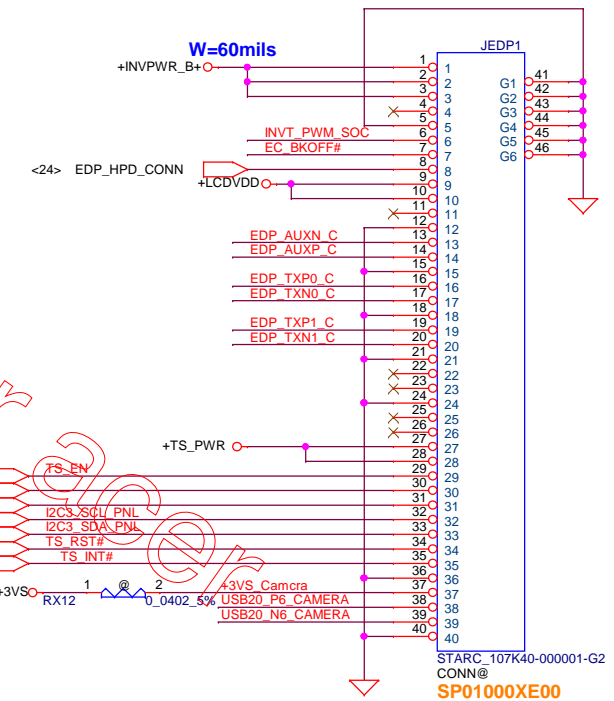 W=60mils
JEDP1
+INVPWR_B+
1 1
2 2
3 3
4 4
5 5
INVT_PWM_SOC 6 6
EC_BKOFF# 7 7
<24> EDP_HPD_CONN 8 8
+LCDVDD 9 9
10 10
11 11
12 12
EDP_AUXN_C 13 13
EDP_AUXP_C 14 14
15 15
EDP_TXP0_C 16 16
EDP_TXN0_C 17 17
18 18
EDP_TXP1_C 19 19
EDP_TXN1_C 20 20
21 21
22 22
23 23
24 24
25 25
26 26
+TS_PWR 27 27
28 28
TS_EN 29 29
30 30
31 31
I2C3_SCL_PNL 32 32
I2C3_SDA_PNL 33 33
TS_RST# 34 34
TS_INT# 35 35
36 36
+3VS 1 @ 2 +3VS_Camcra 37 37
RX12 0_0402_5% USB20_P6_CAMERA 38 38
USB20_N6_CAMERA 39 39
40 40
G1 41
G2 42
G3 43
G4 44
G5 45
G6 46
STARC_107K40-000001-G2
CONN@
SP01000XE00
r acer